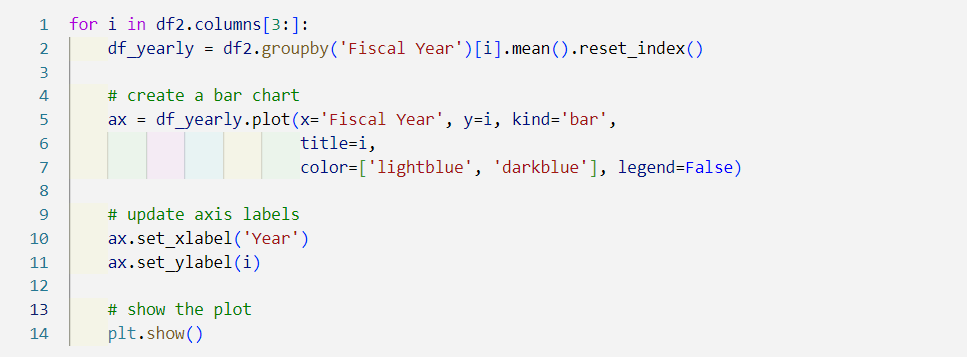 1 for i in df2.columns[3:]:
2     df_yearly = df2.groupby('Fiscal Year')[i].mean().reset_index()
3
4     # create a bar chart
5     ax = df_yearly.plot(x='Fiscal Year', y=i, kind='bar',
6                         title=i,
7                         color=['lightblue', 'darkblue'], legend=False)
8
9     # update axis labels
10     ax.set_xlabel('Year')
11     ax.set_ylabel(i)
12
13     # show the plot
14     plt.show()